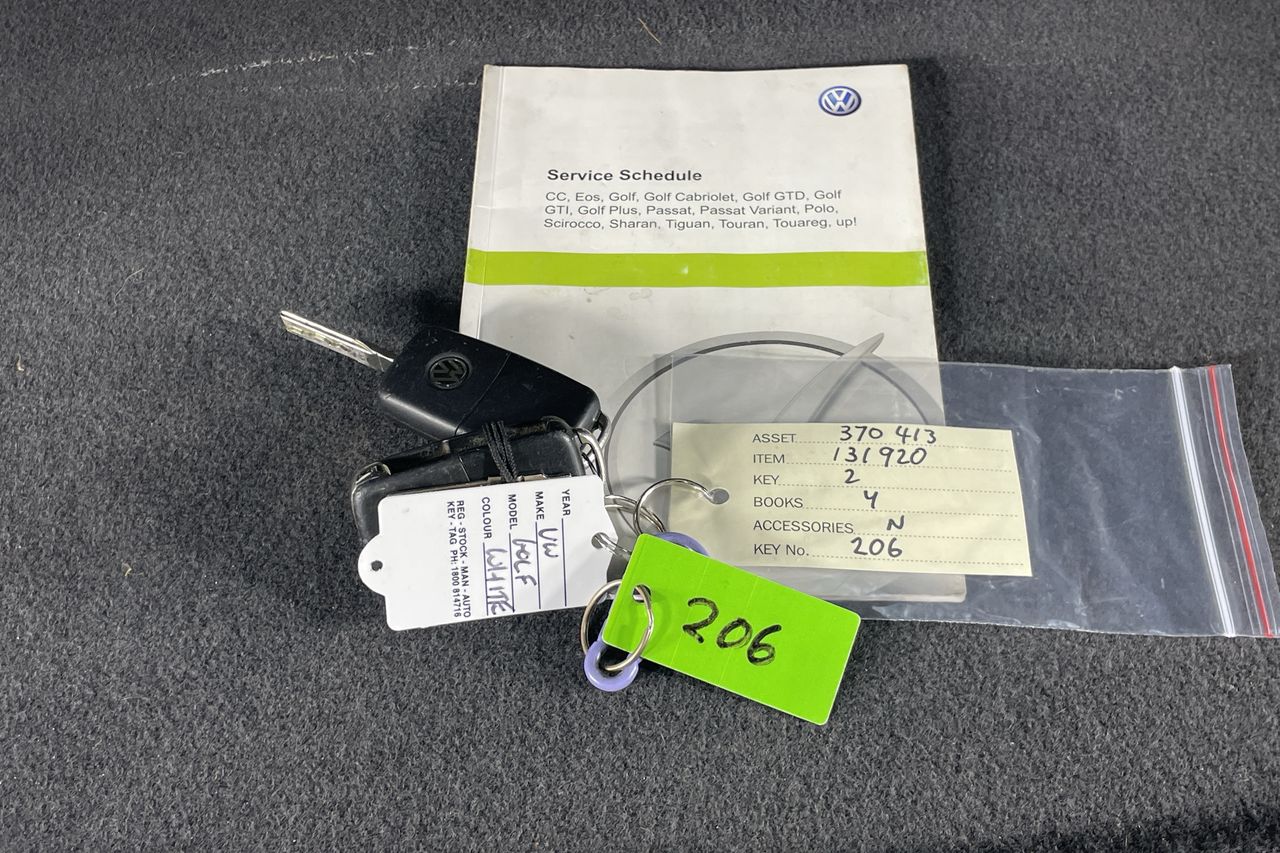 Service Schedule
CC, Eos, Golf, Golf Cabriolet, Golf GTD, Golf
GTI, Golf Plus, Passat, Passat Variant, Polo,
Scirocco, Sharan, Tiguan, Touran, Touareg, up!
ASSET 370 413
ITEM 131920
KEY 2
BOOKS Y
ACCESSORIES N
KEY No. 206
YEAR
MAKE VW
MODEL GOLF
COLOUR WHITE
REG - STOCK - MAN - AUTO
KEY - TAG PH: 1800 814716
206